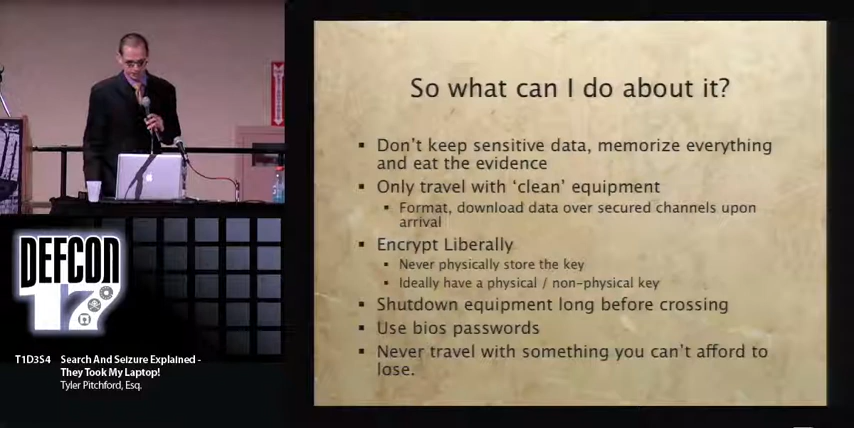 So what can I do about it?
Don't keep sensitive data, memorize everything
and eat the evidence
Only travel with 'clean' equipment
Format, download data over secured channels upon
arrival
Encrypt Liberally
Never physically store the key
Ideally have a physical / non-physical key
Shutdown equipment long before crossing
Use bios passwords
Never travel with something you can't afford to
lose.
DEFCON
17
T1D3S4 Search And Seizure Explained -
They Took My Laptop!
Tyler Pitchford, Esq.